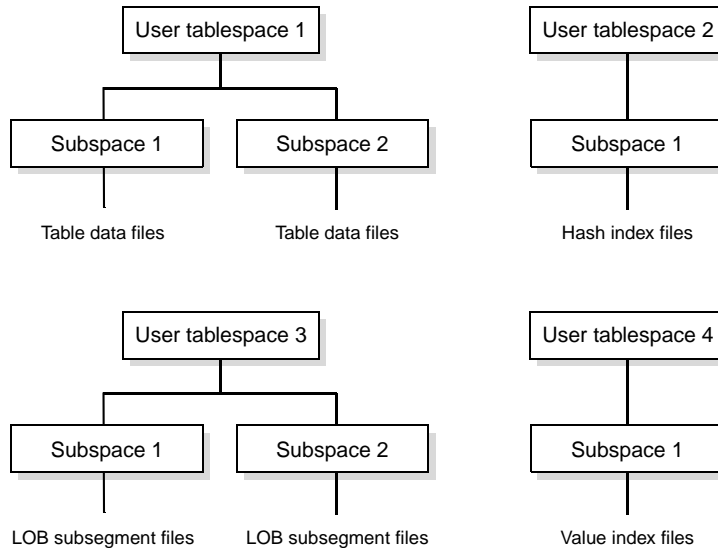 User tablespace 1
User tablespace 2
Subspace 1
Subspace 2
Subspace 1
Table data files
Table data files
Hash index files
User tablespace 3
User tablespace 4
Subspace 1
Subspace 2
Subspace 1
LOB subsegment files
LOB subsegment files
Value index files